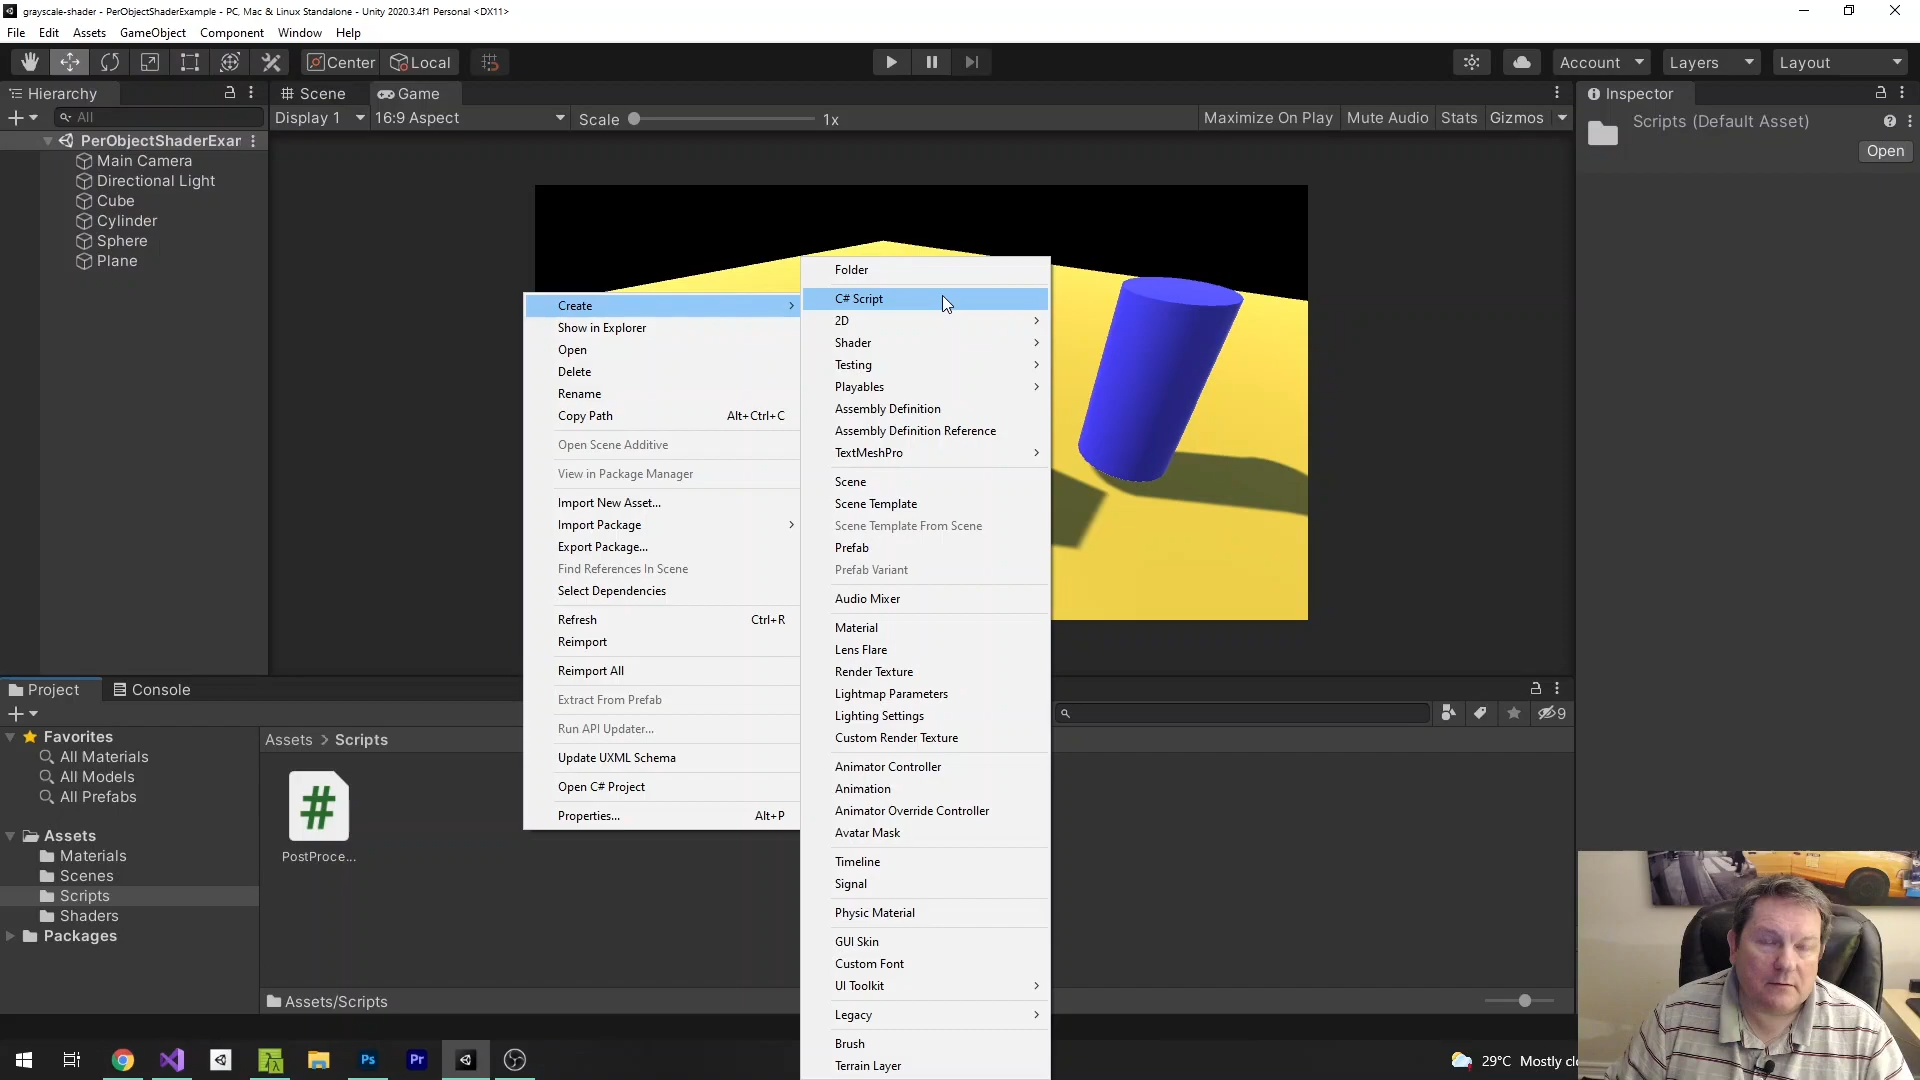 grayscale-shader - PerObjectShaderExample - PC, Mac & Linux Standalone - Unity 2020.3.4f1 Personal <DX11>
File Edit Assets GameObject Component Window Help
Center Local
Account Layers Layout
Hierarchy
All
PerObjectShaderExar
Main Camera
Directional Light
Cube
Cylinder
Sphere
Plane
Scene Game
Display 1 16:9 Aspect Scale 1x Maximize On Play Mute Audio Stats Gizmos
Inspector
Scripts (Default Asset)
Open
Create
Show in Explorer
Open
Delete
Rename
Copy Path Alt+Ctrl+C
Open Scene Additive
View in Package Manager
Import New Asset...
Import Package
Export Package...
Find References In Scene
Select Dependencies
Refresh Ctrl+R
Reimport
Reimport All
Extract From Prefab
Run API Updater...
Update UXML Schema
Open C# Project
Properties... Alt+P
Folder
C# Script
2D
Shader
Testing
Playables
Assembly Definition
Assembly Definition Reference
TextMeshPro
Scene
Scene Template
Scene Template From Scene
Prefab
Prefab Variant
Audio Mixer
Material
Lens Flare
Render Texture
Lightmap Parameters
Lighting Settings
Custom Render Texture
Animator Controller
Animation
Animator Override Controller
Avatar Mask
Timeline
Signal
Physic Material
GUI Skin
Custom Font
UI Toolkit
Legacy
Brush
Terrain Layer
Project Console
9
Favorites
All Materials
All Models
All Prefabs
Assets
Materials
Scenes
Scripts
Shaders
Packages
Assets > Scripts
#
PostProce...
Assets/Scripts
Ps Pr
29°C Mostly clo